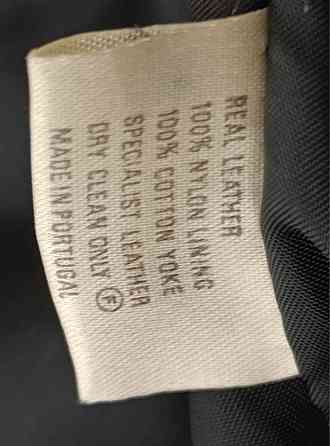 REAL LEATHER
100% NYLON LINING
100% COTTON YOKE
SPECIALIST LEATHER
DRY CLEAN ONLY Ⓕ
MADE IN PORTUGAL